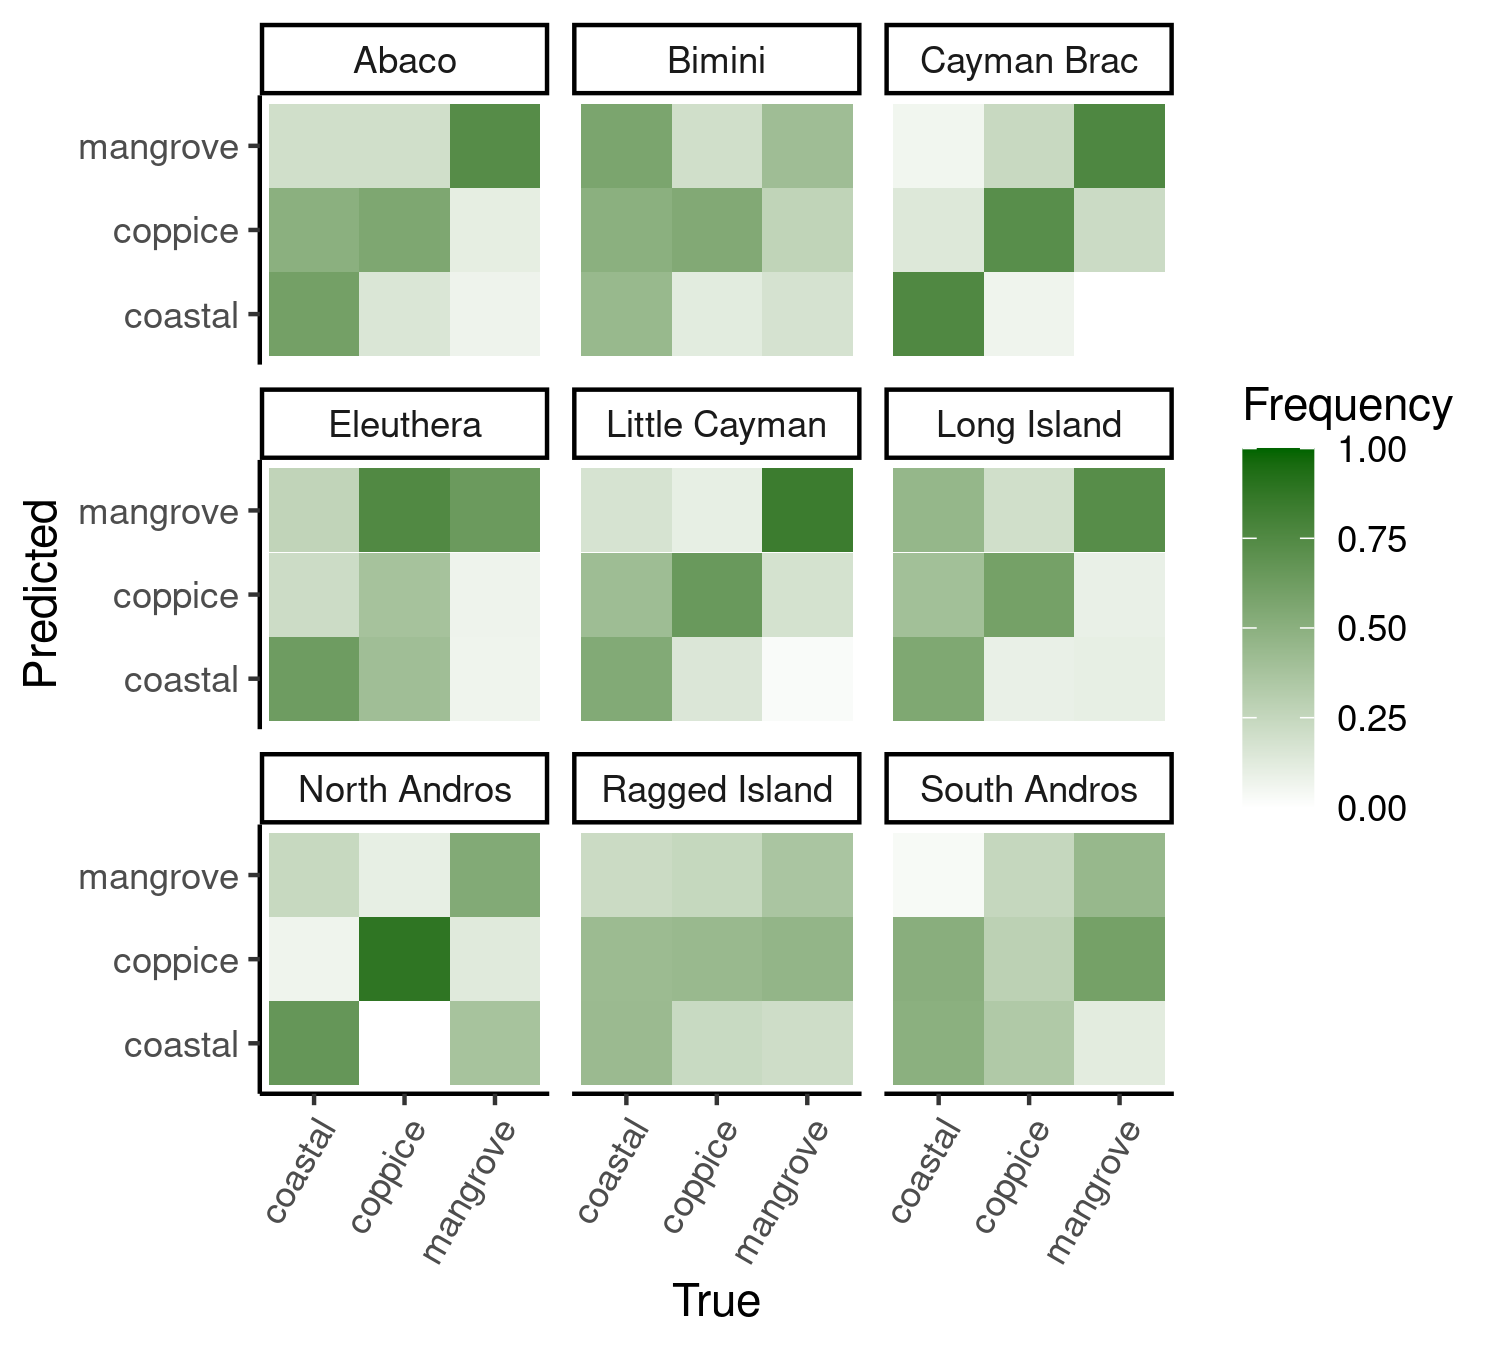 Abaco
Bimini
Cayman Brac
mangrove
coppice
coastal
Eleuthera
Little Cayman
Long Island
mangrove
coppice
coastal
North Andros
Ragged Island
South Andros
mangrove
coppice
coastal
coastal
coppice
mangrove
coastal
coppice
mangrove
coastal
coppice
mangrove
True
Predicted
Frequency
1.00
0.75
0.50
0.25
0.00